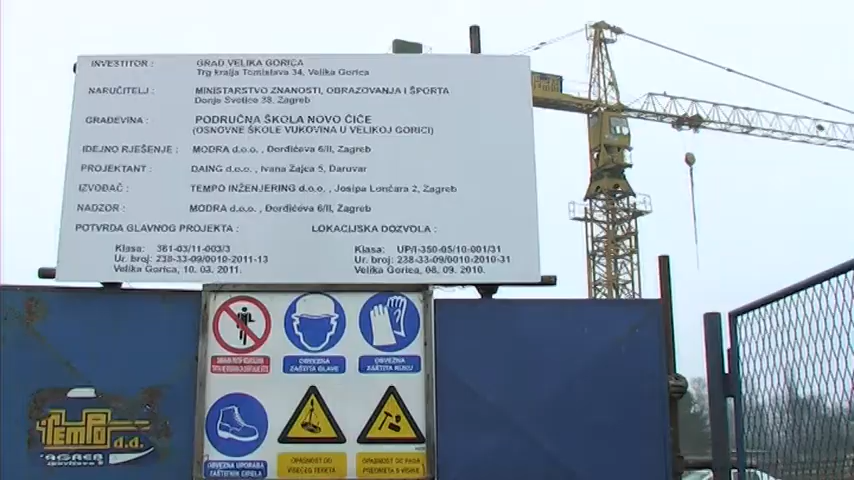 INVESTITOR : GRAD VELIKA GORICA
Trg kralja Tomislava 34, Velika Gorica
NARUČITELJ : MINISTARSTVO ZNANOSTI, OBRAZOVANJA I ŠPORTA
Donje Svetice 38, Zagreb
GRAĐEVINA : PODRUČNA ŠKOLA NOVO ČIČE
(OSNOVNE ŠKOLE VUKOVINA U VELIKOJ GORICI)
IDEJNO RJEŠENJE : MODRA d.o.o. , Đorđićeva 6/II, Zagreb
PROJEKTANT : DAING d.o.o. , Ivana Zajca 5, Daruvar
IZVOĐAČ : TEMPO INŽENJERING d.o.o. , Josipa Lončara 2, Zagreb
NADZOR : MODRA d.o.o. , Đorđićeva 6/II, Zagreb
POTVRDA GLAVNOG PROJEKTA : LOKACIJSKA DOZVOLA :
Klasa: 361-03/11-003/3 Klasa: UP/I-350-05/10-001/31
Ur. broj: 238-33-09/0010-2011-13 Ur. broj: 238-33-09/0010-2010-31
Velika Gorica, 10. 03. 2011. Velika Gorica, 08. 09. 2010.
OBVEZNA ZAŠTITA GLAVE
OBVEZNA ZAŠTITA RUKU
TEMPO d.d.
ZAGREB
OBVEZNA UPORABA ZAŠTITNIH CIPELA
OPASNOST OD VISEĆEG TERETA
OPASNOST OD PADA PREDMETA S VISINE